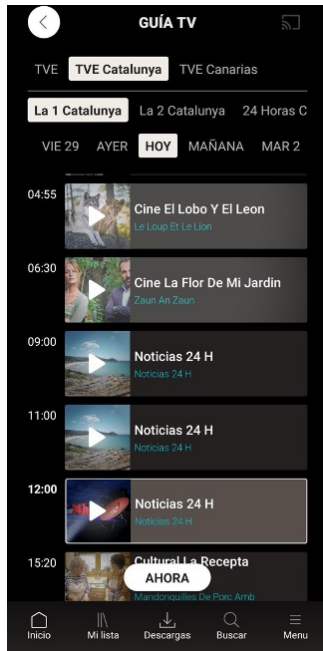 GUÍA TV
TVE TVE Catalunya TVE Canarias
La 1 Catalunya La 2 Catalunya 24 Horas C
VIE 29 AYER HOY MAÑANA MAR 2
04:55
Cine El Lobo Y El Leon
Le Loup Et Le Lion
06:30
Cine La Flor De Mi Jardin
Zaun An Zaun
09:00
Noticias 24 H
Noticias 24 H
11:00
Noticias 24 H
Noticias 24 H
12:00
Noticias 24 H
Noticias 24 H
15:20
Cultural La Recepta
AHORA
Mandonguilles De Porc Amb
Inicio Mi lista Descargas Buscar Menu